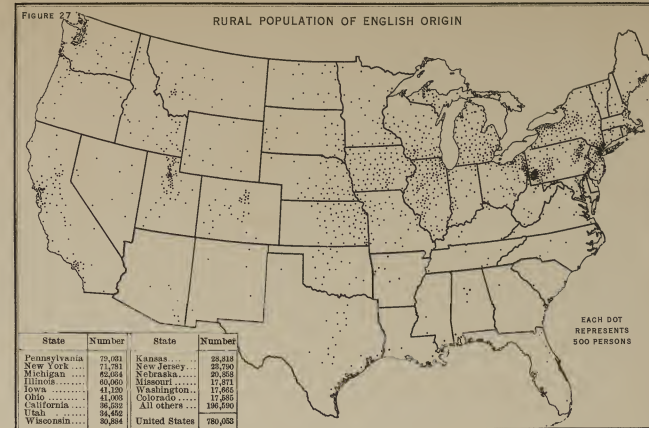 FIGURE 27
RURAL POPULATION OF ENGLISH ORIGIN
EACH DOT
REPRESENTS
500 PERSONS
State Number State Number
Pennsylvania 79,031 Kansas..... 28,818
New York .... 71,781 New Jersey.. 23,790
Michigan .... 62,034 Nebraska.... 20,858
Illinois....... 60,060 Missouri .... 17,871
Iowa ......... 41,120 Washington.. 17,665
Ohio ......... 41,003 Colorado .... 17,585
California ... 36,532 All others ... 196,590
Utah ........ 34,452
Wisconsin.... 30,884 United States 780,053